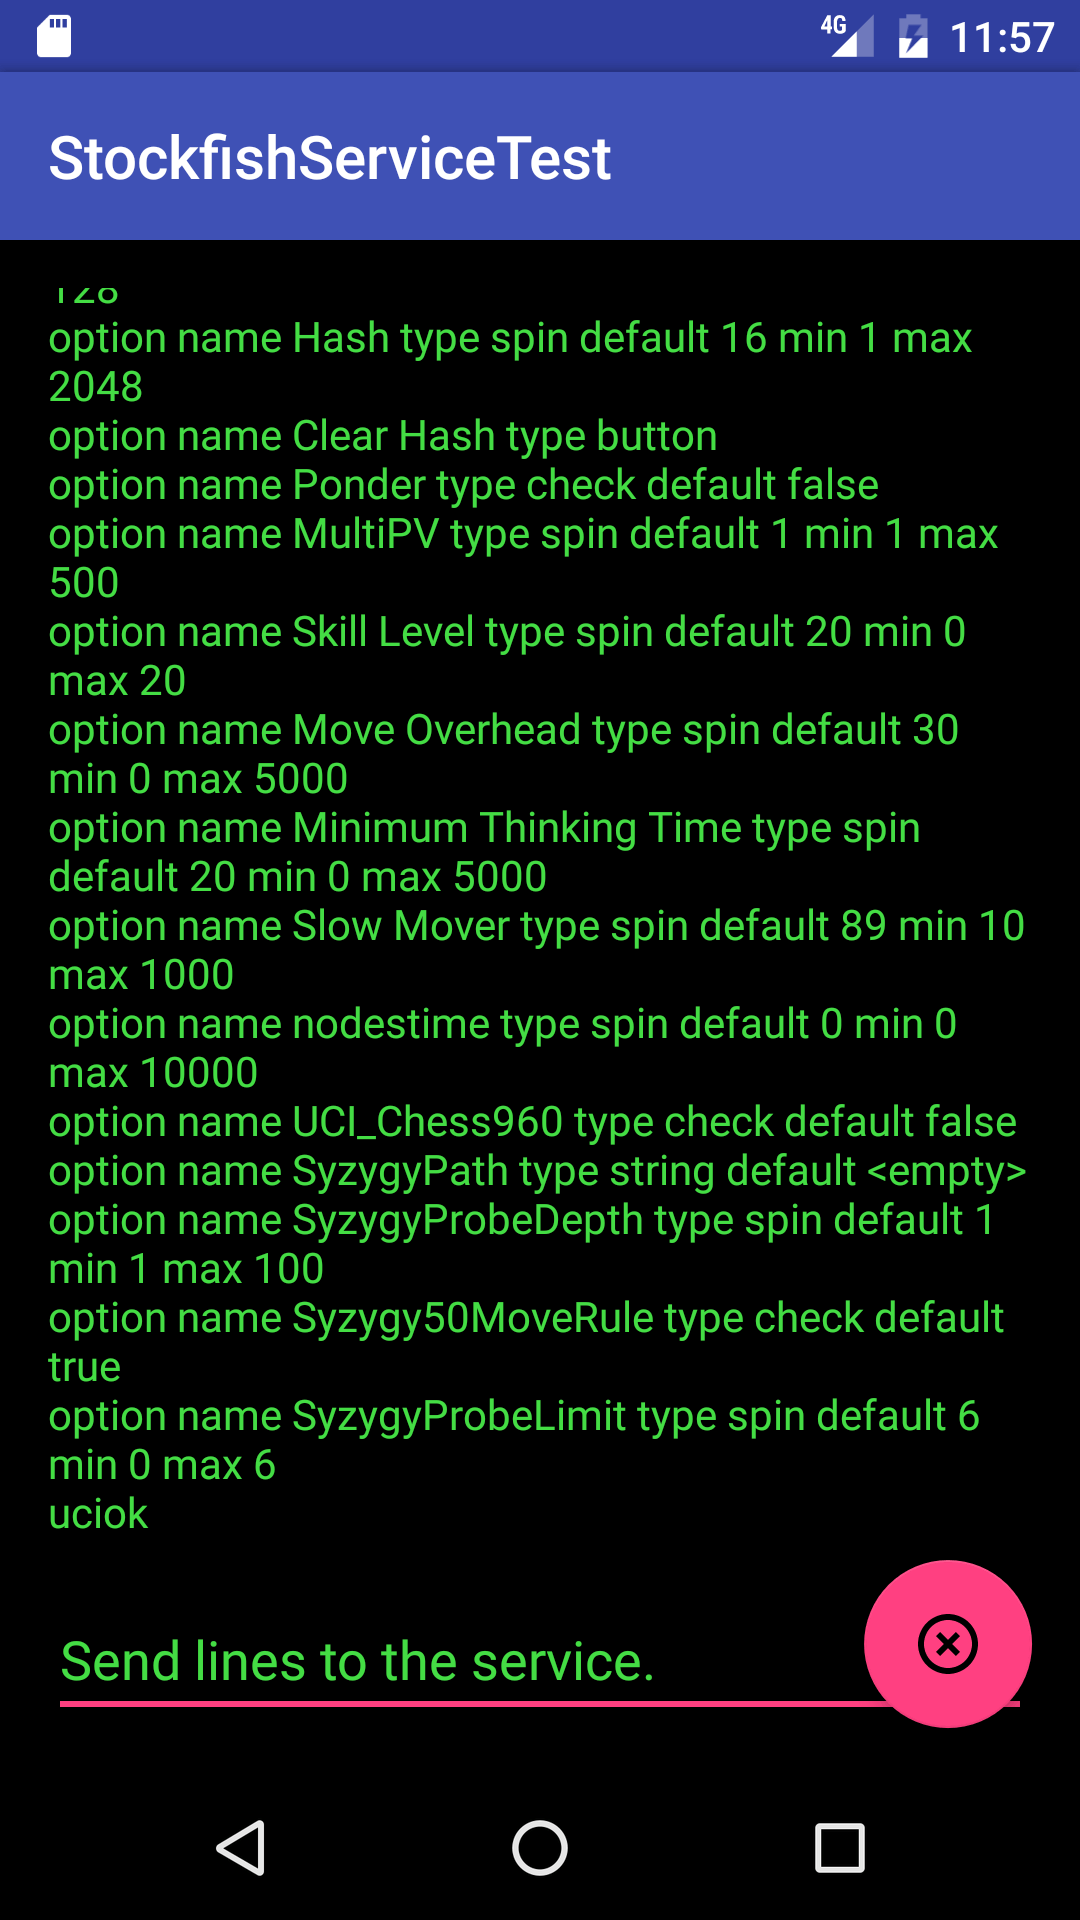 4G 11:57
StockfishServiceTest
128
option name Hash type spin default 16 min 1 max
2048
option name Clear Hash type button
option name Ponder type check default false
option name MultiPV type spin default 1 min 1 max
500
option name Skill Level type spin default 20 min 0
max 20
option name Move Overhead type spin default 30
min 0 max 5000
option name Minimum Thinking Time type spin
default 20 min 0 max 5000
option name Slow Mover type spin default 89 min 10
max 1000
option name nodestime type spin default 0 min 0
max 10000
option name UCI_Chess960 type check default false
option name SyzygyPath type string default <empty>
option name SyzygyProbeDepth type spin default 1
min 1 max 100
option name Syzygy50MoveRule type check default
true
option name SyzygyProbeLimit type spin default 6
min 0 max 6
uciok
Send lines to the service.